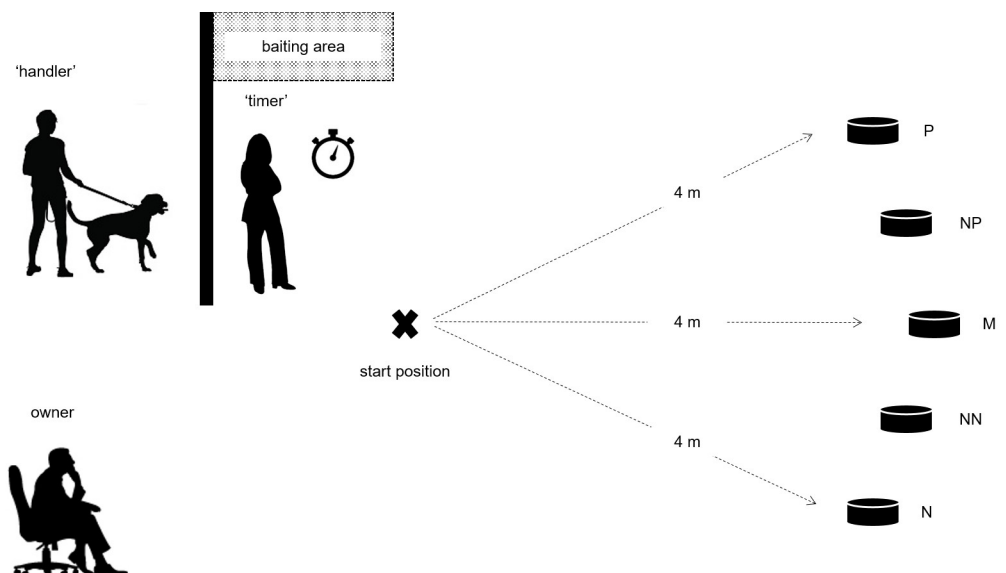 baiting area
‘handler’
‘timer’
P
4 m
NP
4 m
M
start position
owner
NN
4 m
N